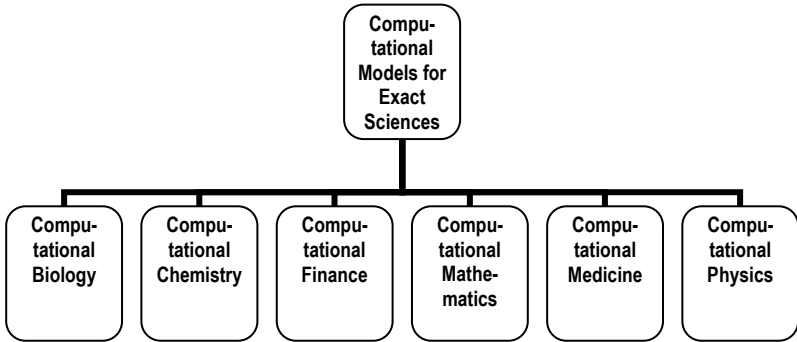 Compu-
tational
Models for
Exact
Sciences
Compu-
tational
Biology
Compu-
tational
Chemistry
Compu-
tational
Finance
Compu-
tational
Mathe-
matics
Compu-
tational
Medicine
Compu-
tational
Physics